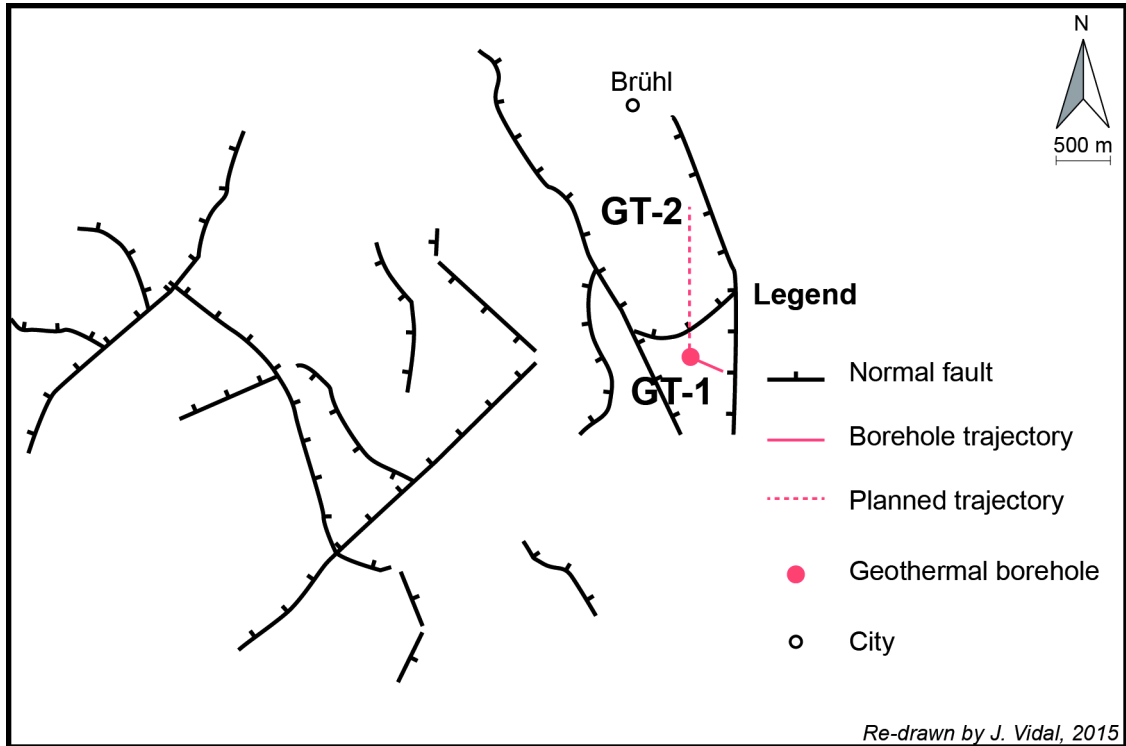 N
Brühl
500 m
GT-2
Legend
GT-1
Normal fault
Borehole trajectory
Planned trajectory
Geothermal borehole
City
Re-drawn by J. Vidal, 2015